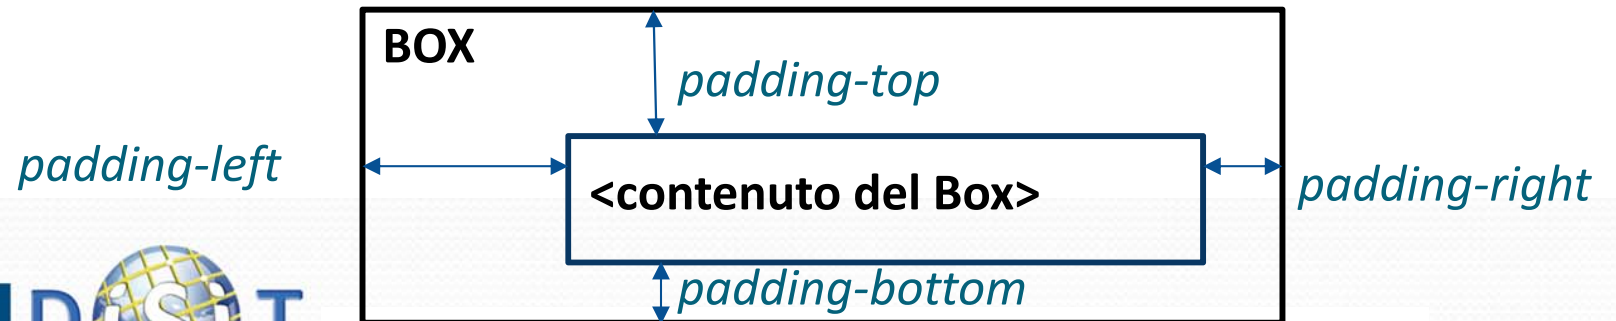 BOX
padding-top
padding-left
<contenuto del Box>
padding-right
padding-bottom